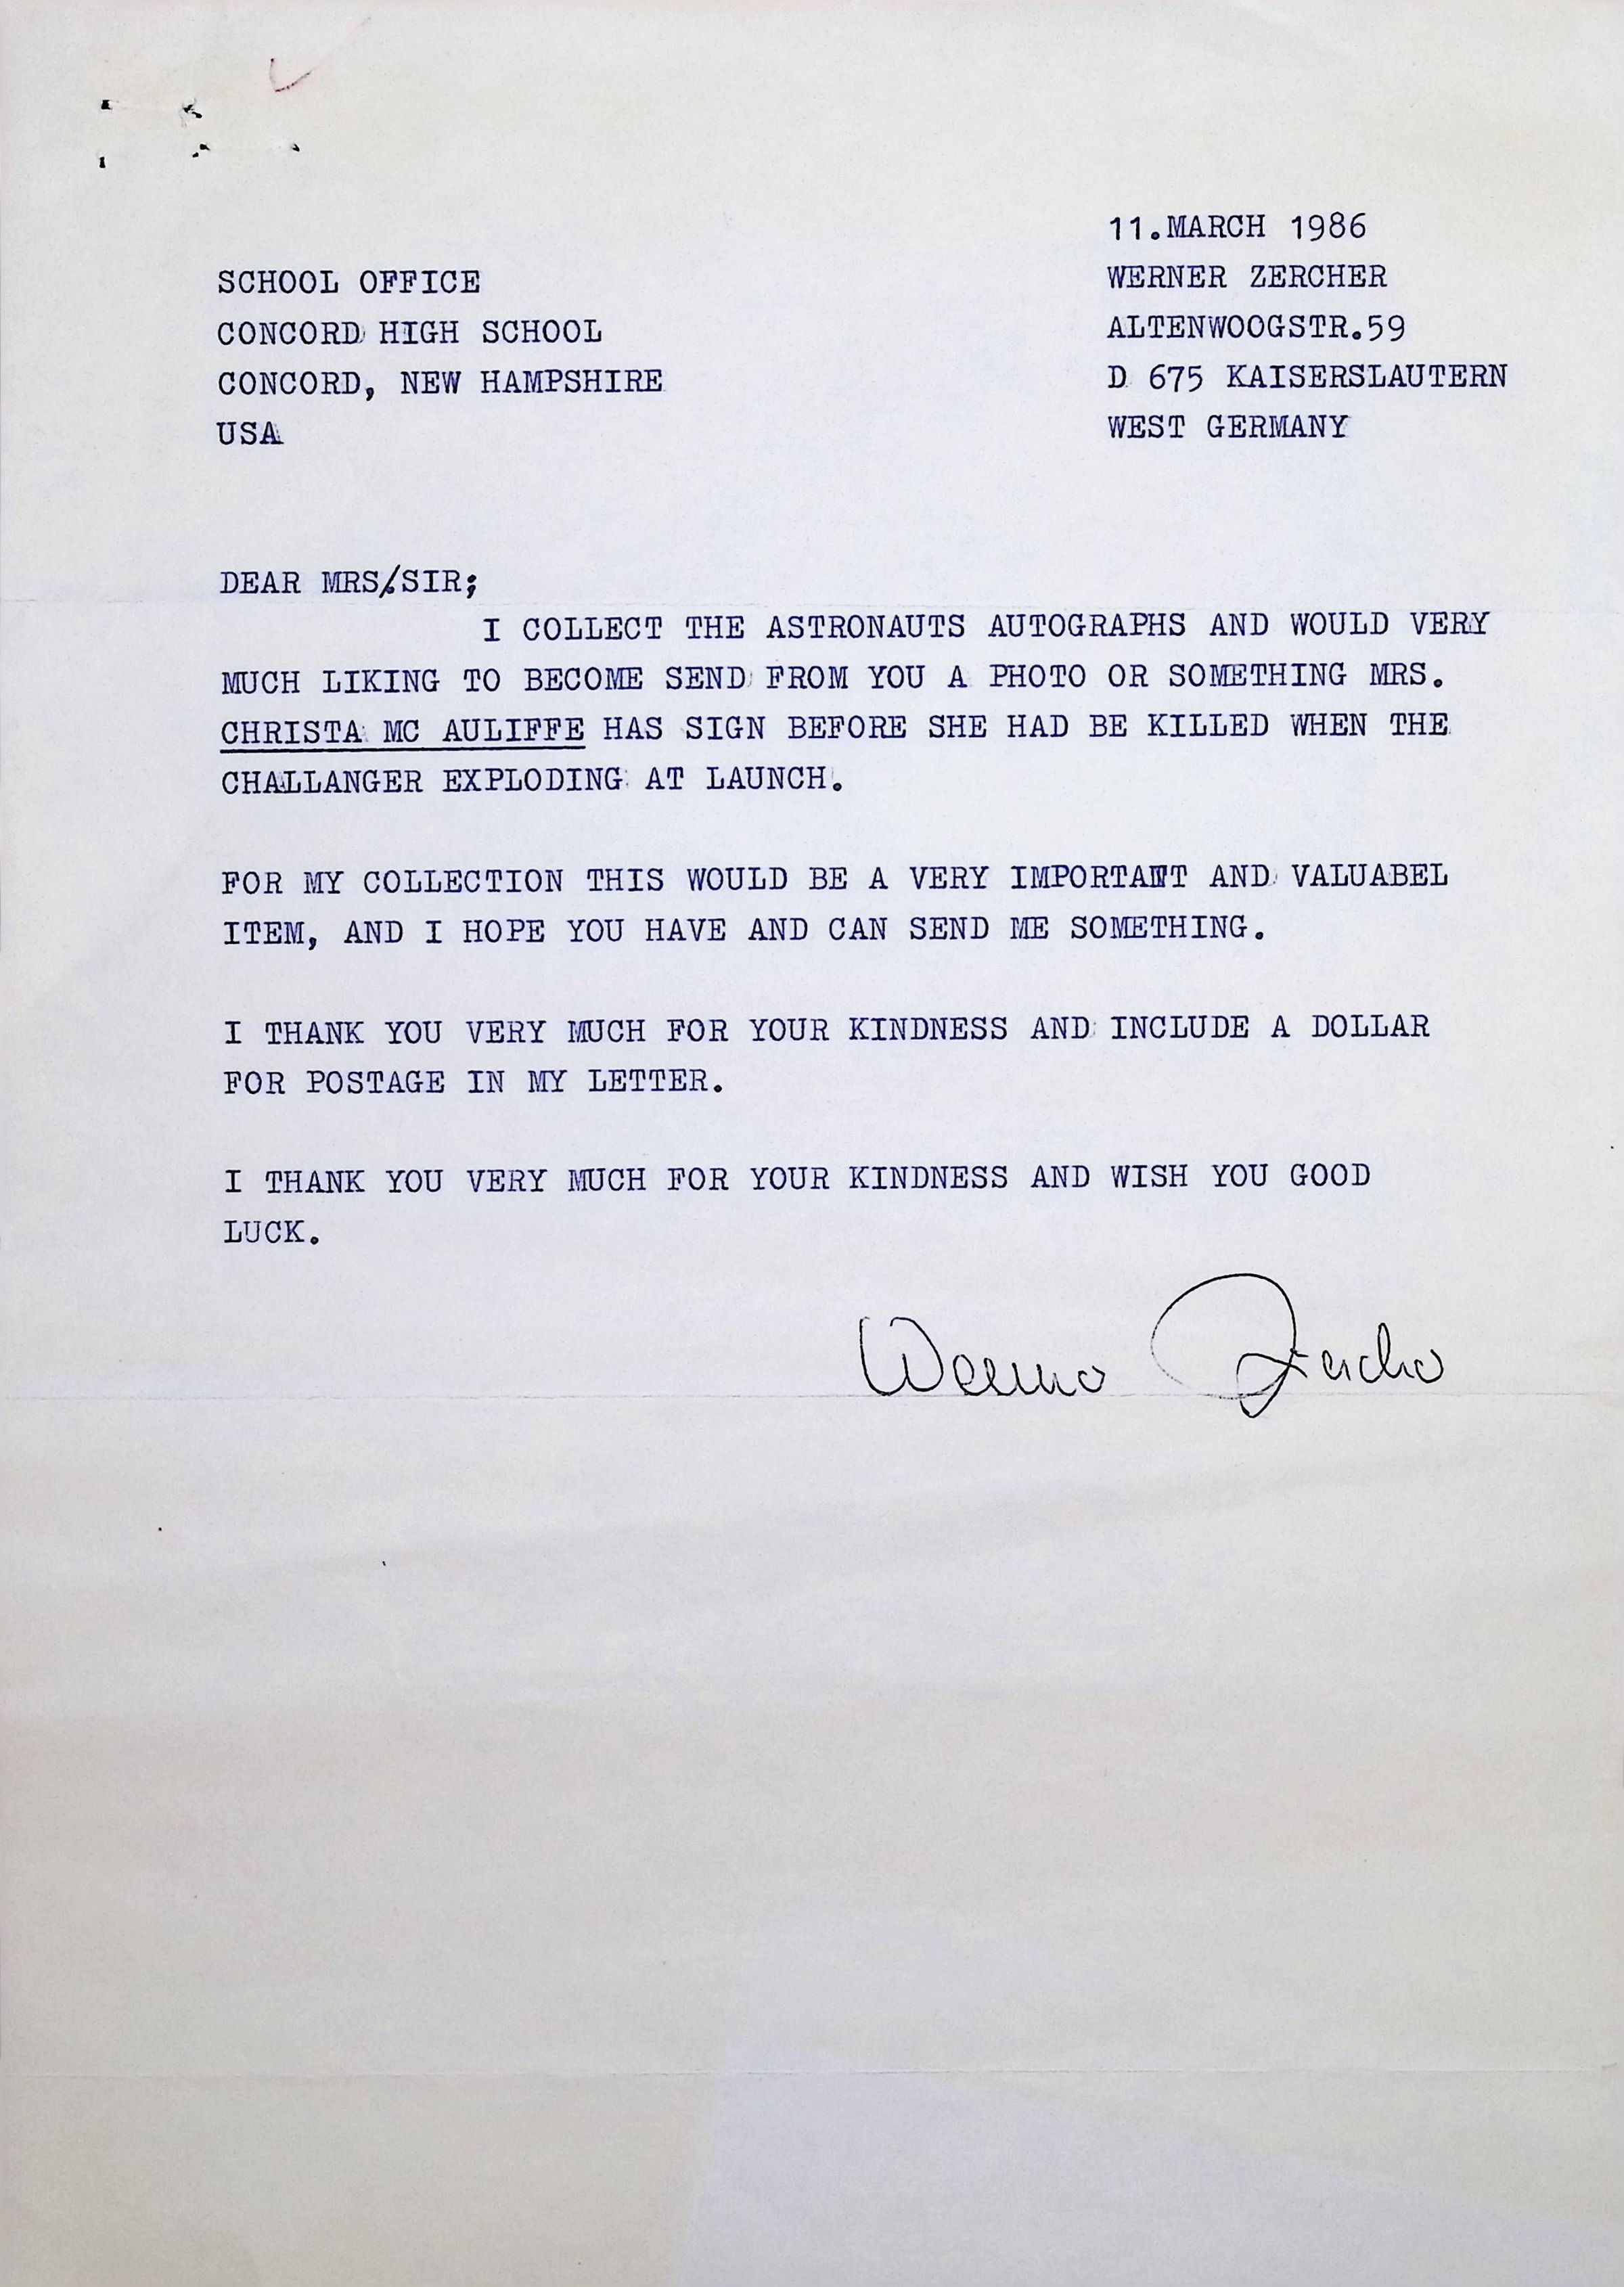 11.MARCH 1986
WERNER ZERCHER
ALTENWOOGSTR.59
D 675 KAISERSLAUTERN
WEST GERMANY
SCHOOL OFFICE
CONCORD HIGH SCHOOL
CONCORD, NEW HAMPSHIRE
USA
DEAR MRS/SIR;
I COLLECT THE ASTRONAUTS AUTOGRAPHS AND WOULD VERY
MUCH LIKING TO BECOME SEND FROM YOU A PHOTO OR SOMETHING MRS.
CHRISTA MC AULIFFE HAS SIGN BEFORE SHE HAD BE KILLED WHEN THE
CHALLANGER EXPLODING AT LAUNCH.
FOR MY COLLECTION THIS WOULD BE A VERY IMPORTANT AND VALUABEL
ITEM, AND I HOPE YOU HAVE AND CAN SEND ME SOMETHING.
I THANK YOU VERY MUCH FOR YOUR KINDNESS AND INCLUDE A DOLLAR
FOR POSTAGE IN MY LETTER.
I THANK YOU VERY MUCH FOR YOUR KINDNESS AND WISH YOU GOOD
LUCK.
Werner Zercher